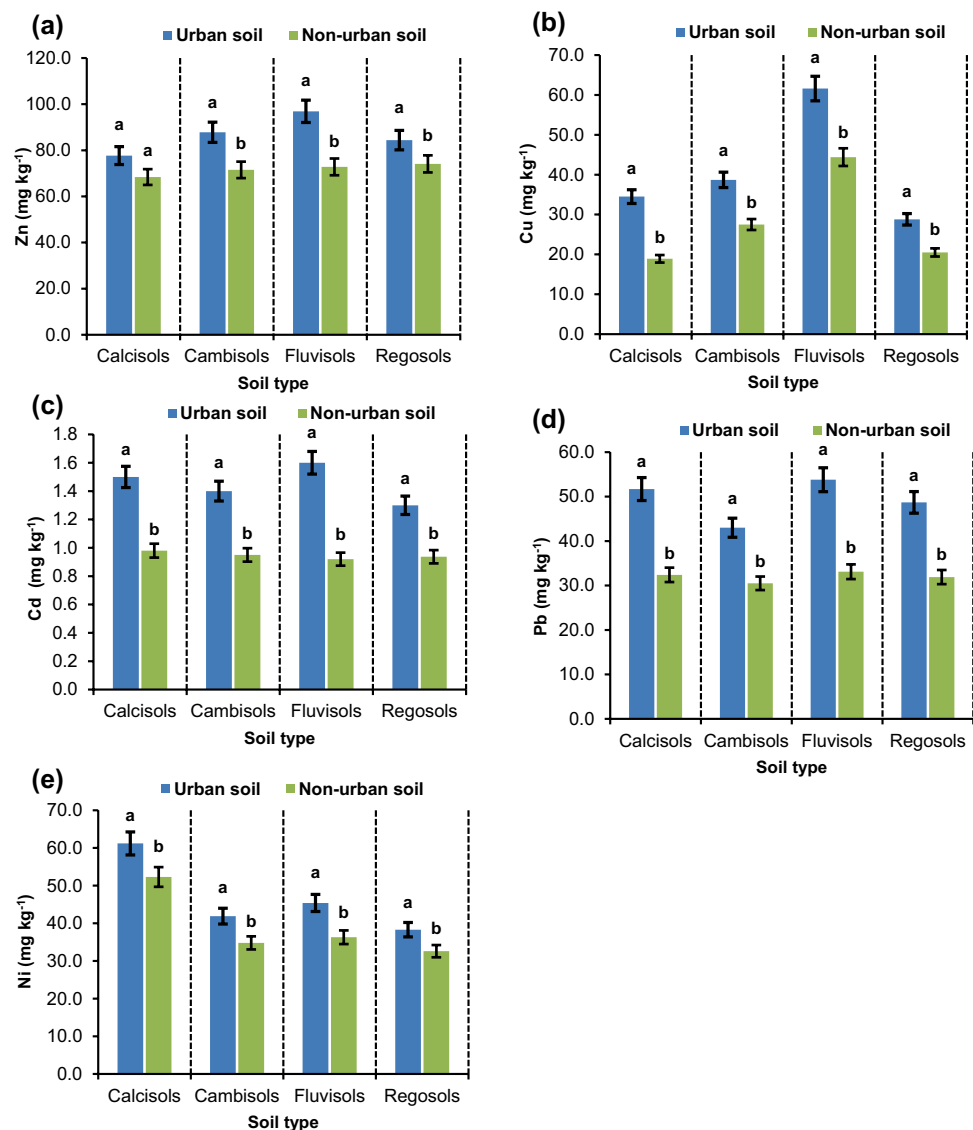 (a)
Urban soil Non-urban soil
120.0
100.0
80.0
60.0
40.0
20.0
0.0
Zn (mg kg-1)
a a a b a b a b
Calcisols Cambisols Fluvisols Regosols
Soil type
(b)
Urban soil Non-urban soil
70.0
60.0
50.0
40.0
30.0
20.0
10.0
0.0
Cu (mg kg-1)
a b a b a b a b
Calcisols Cambisols Fluvisols Regosols
Soil type
(c)
Urban soil Non-urban soil
1.8
1.6
1.4
1.2
1.0
0.8
0.6
0.4
0.2
0.0
Cd (mg kg-1)
a b a b a b a b
Calcisols Cambisols Fluvisols Regosols
Soil type
(d)
Urban soil Non-urban soil
60.0
50.0
40.0
30.0
20.0
10.0
0.0
Pb (mg kg-1)
a b a b a b a b
Calcisols Cambisols Fluvisols Regosols
Soil type
(e)
Urban soil Non-urban soil
70.0
60.0
50.0
40.0
30.0
20.0
10.0
0.0
Ni (mg kg-1)
a b a b a b a b
Calcisols Cambisols Fluvisols Regosols
Soil type